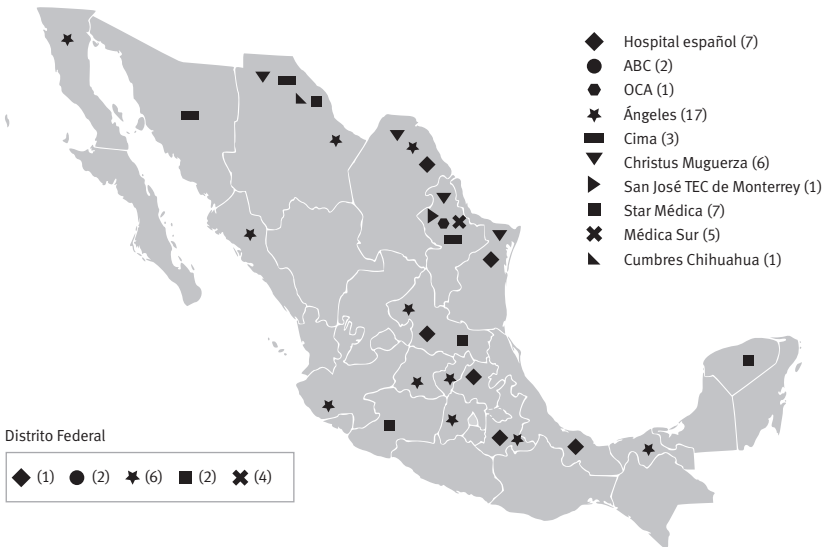 Hospital español (7)
ABC (2)
OCA (1)
Ángeles (17)
Cima (3)
Christus Muguerza (6)
San José TEC de Monterrey (1)
Star Médica (7)
Médica Sur (5)
Cumbres Chihuahua (1)
Distrito Federal
(1) (2) (6) (2) (4)